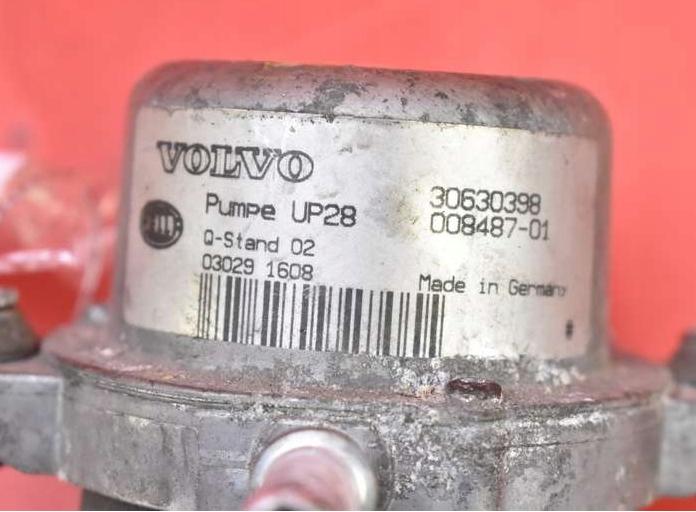 VOLVO
Pumpe UP28
30630398
008487-01
Q-Stand 02
03029 1608
Made in Germany